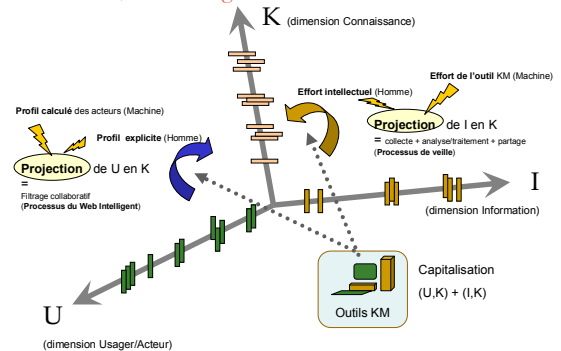 K (dimension Connaissance)
Effort de l'outil KM (Machine)
Effort intellectuel (Homme)
Profil calculé des acteurs (Machine)
Projection de I en K
Profil explicite (Homme)
= collecte + analyse/traitement + partage
(Processus de veille)
Projection de U en K
=
Filtrage collaboratif
(Processus du Web Intelligent)
I
(dimension Information)
Capitalisation
(U,K) + (I,K)
Outils KM
U
(dimension Usager/Acteur)